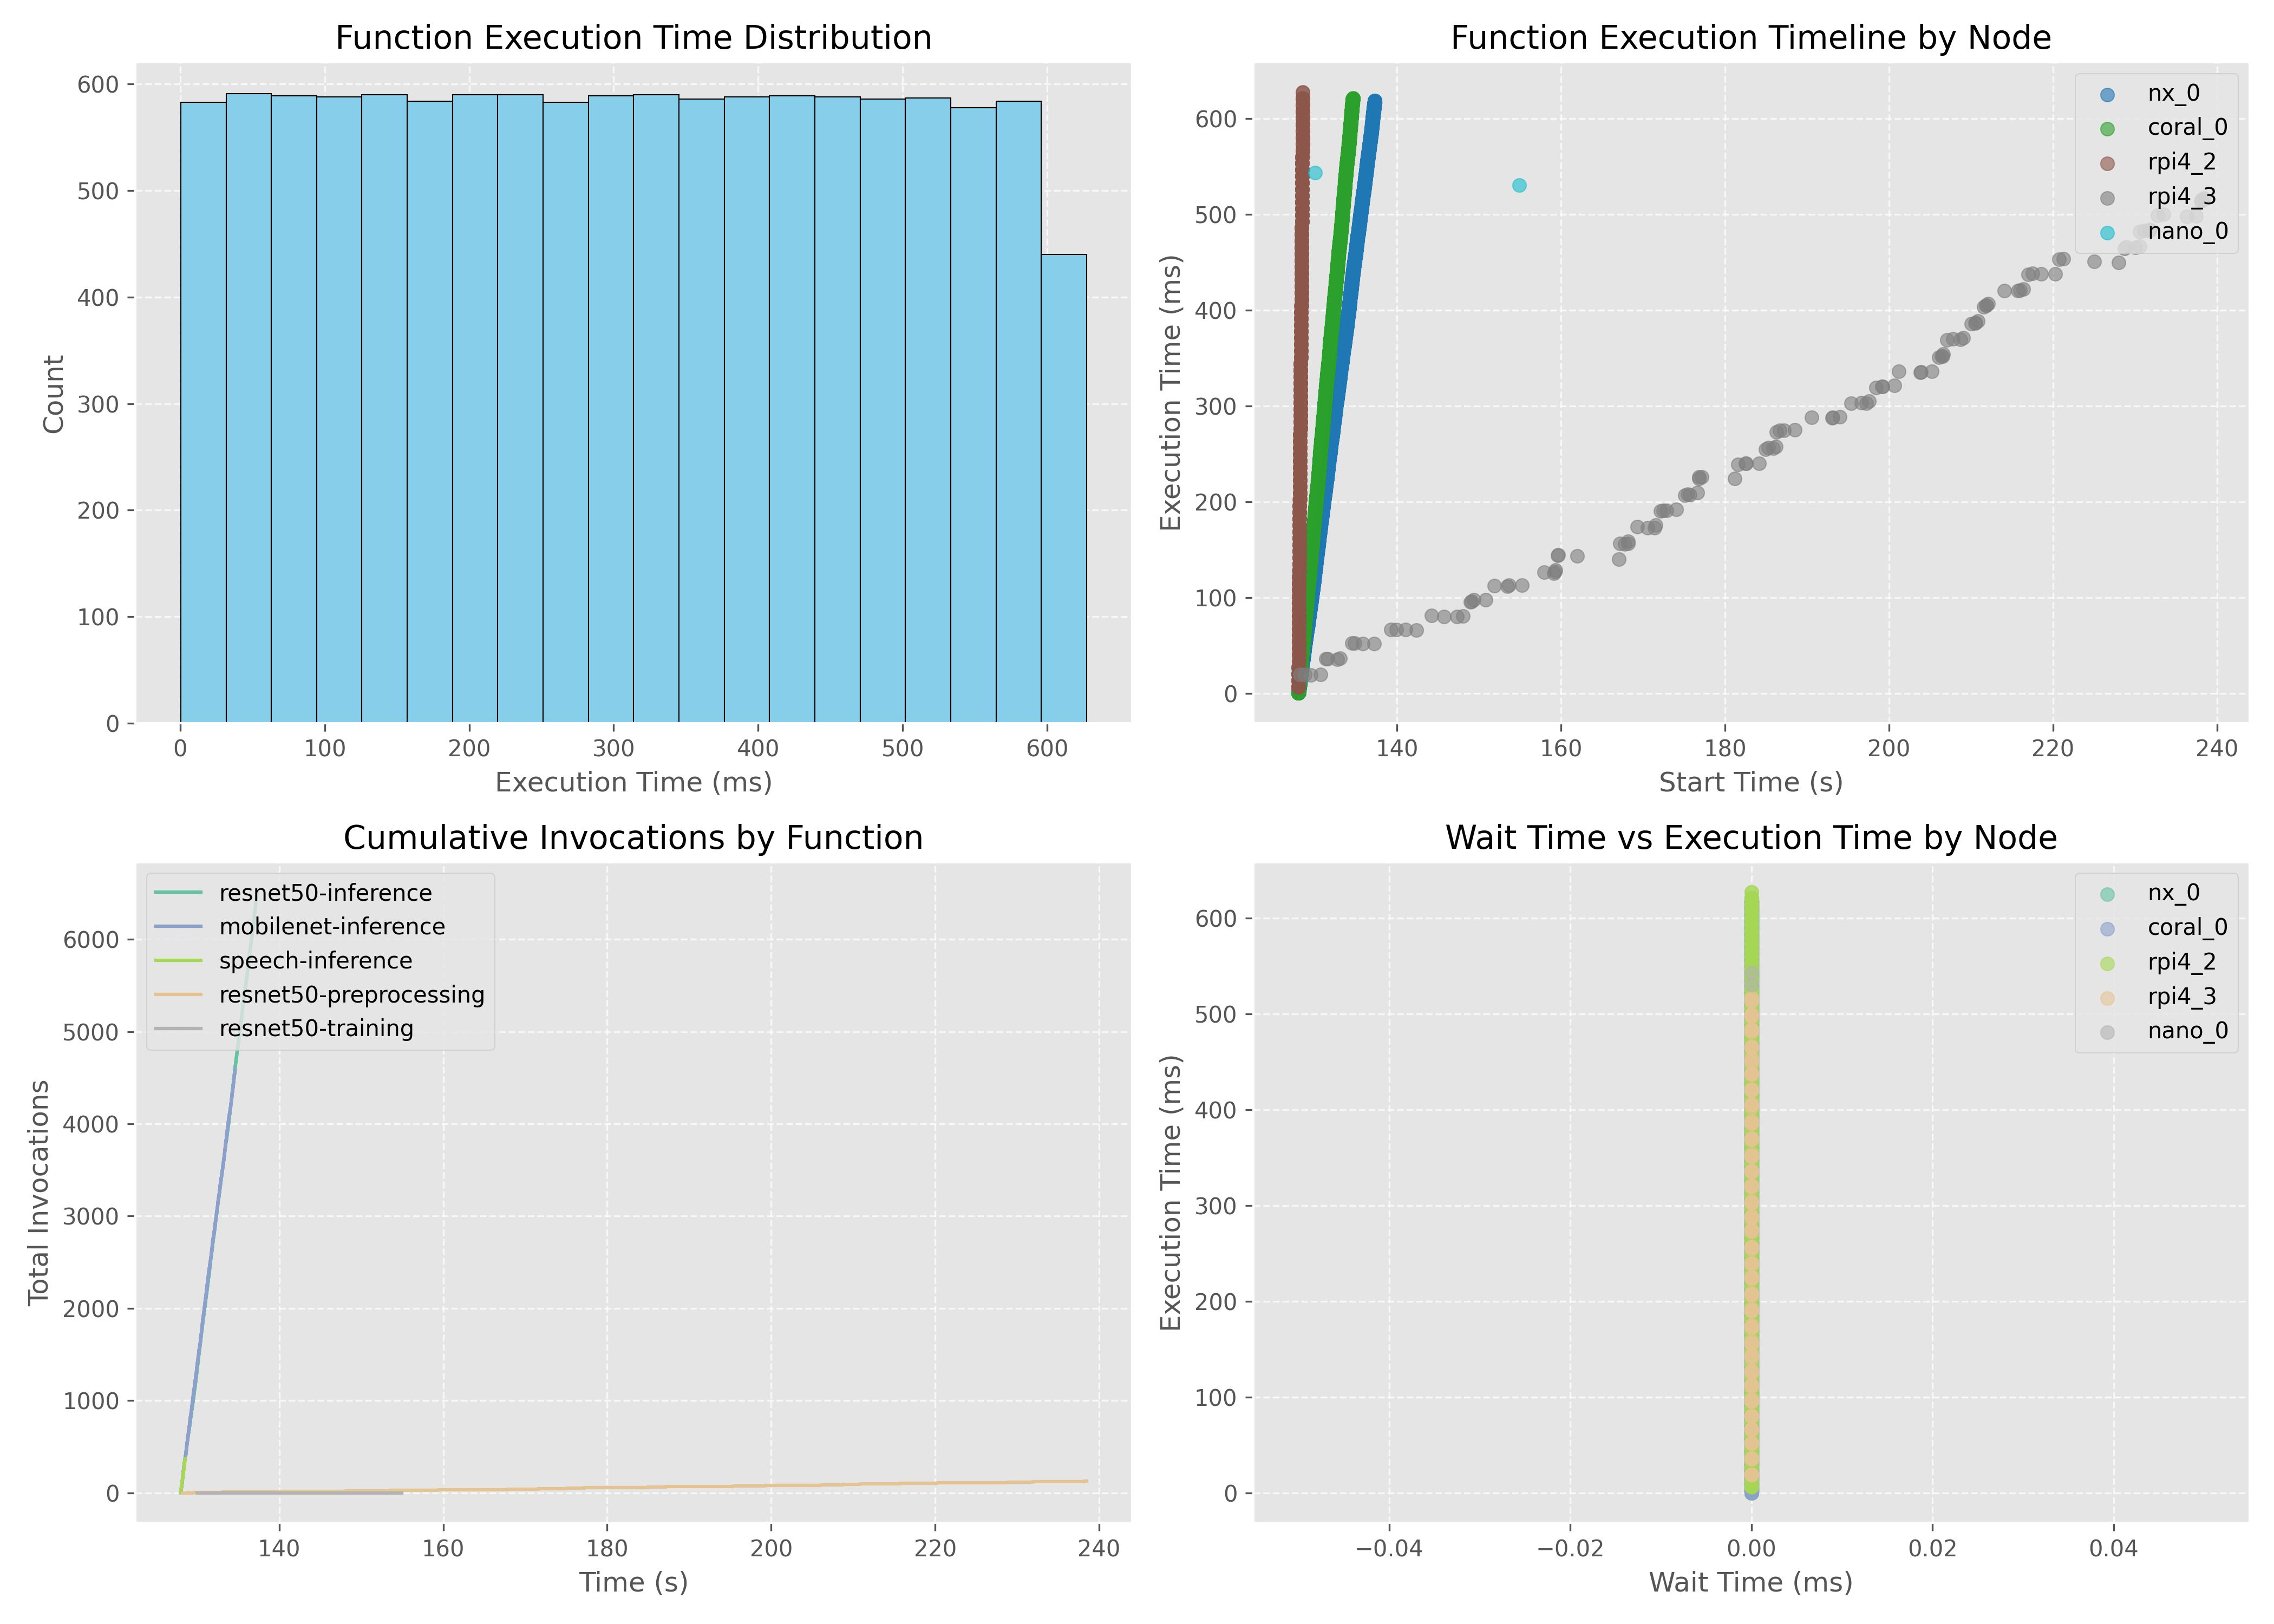 Function Execution Time Distribution
600
500
400
300
200
100
0
Count
0 100 200 300 400 500 600
Execution Time (ms)
Function Execution Timeline by Node
600
500
400
300
200
100
0
Execution Time (ms)
nx_0
coral_0
rpi4_2
rpi4_3
nano_0
140 160 180 200 220 240
Start Time (s)
Cumulative Invocations by Function
6000
5000
4000
3000
2000
1000
0
Total Invocations
resnet50-inference
mobilenet-inference
speech-inference
resnet50-preprocessing
resnet50-training
140 160 180 200 220 240
Time (s)
Wait Time vs Execution Time by Node
600
500
400
300
200
100
0
Execution Time (ms)
nx_0
coral_0
rpi4_2
rpi4_3
nano_0
−0.04 −0.02 0.00 0.02 0.04
Wait Time (ms)